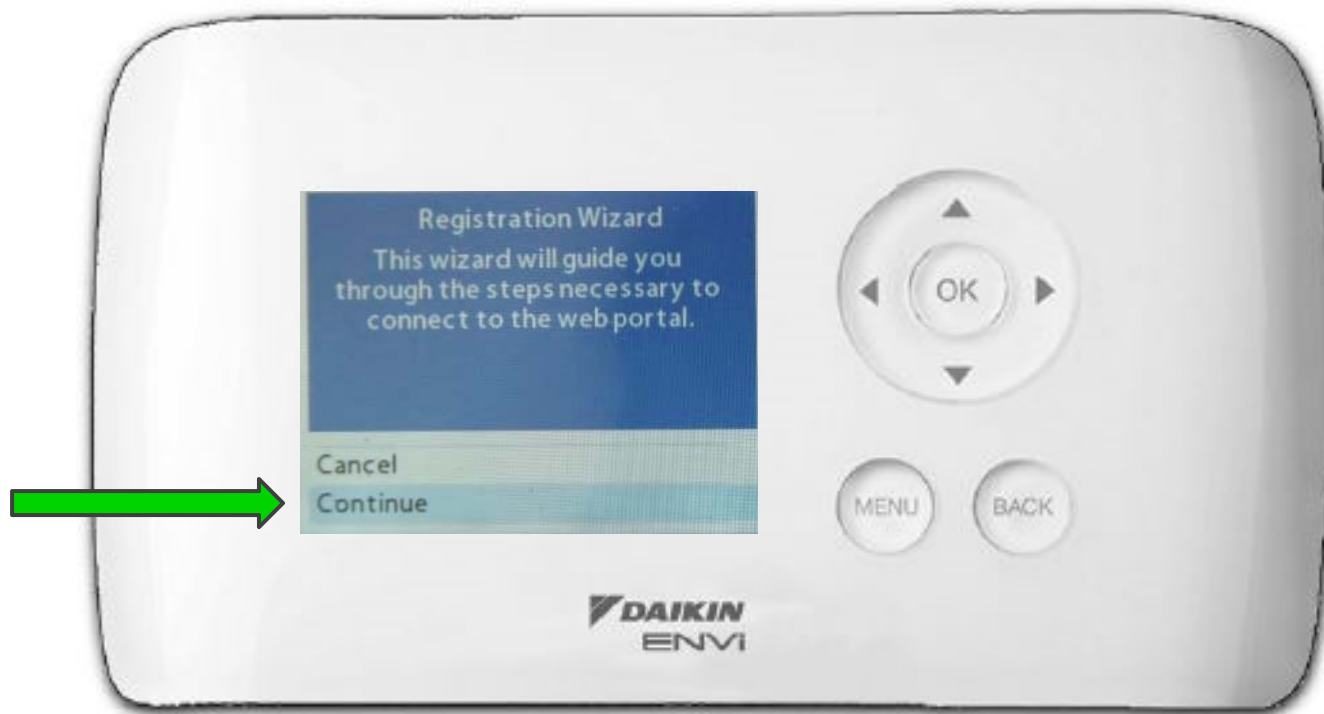 Registration Wizard
This wizard will guide you
through the steps necessary to
connect to the web portal.
Cancel
Continue
OK
MENU
BACK
DAIKIN
ENVi